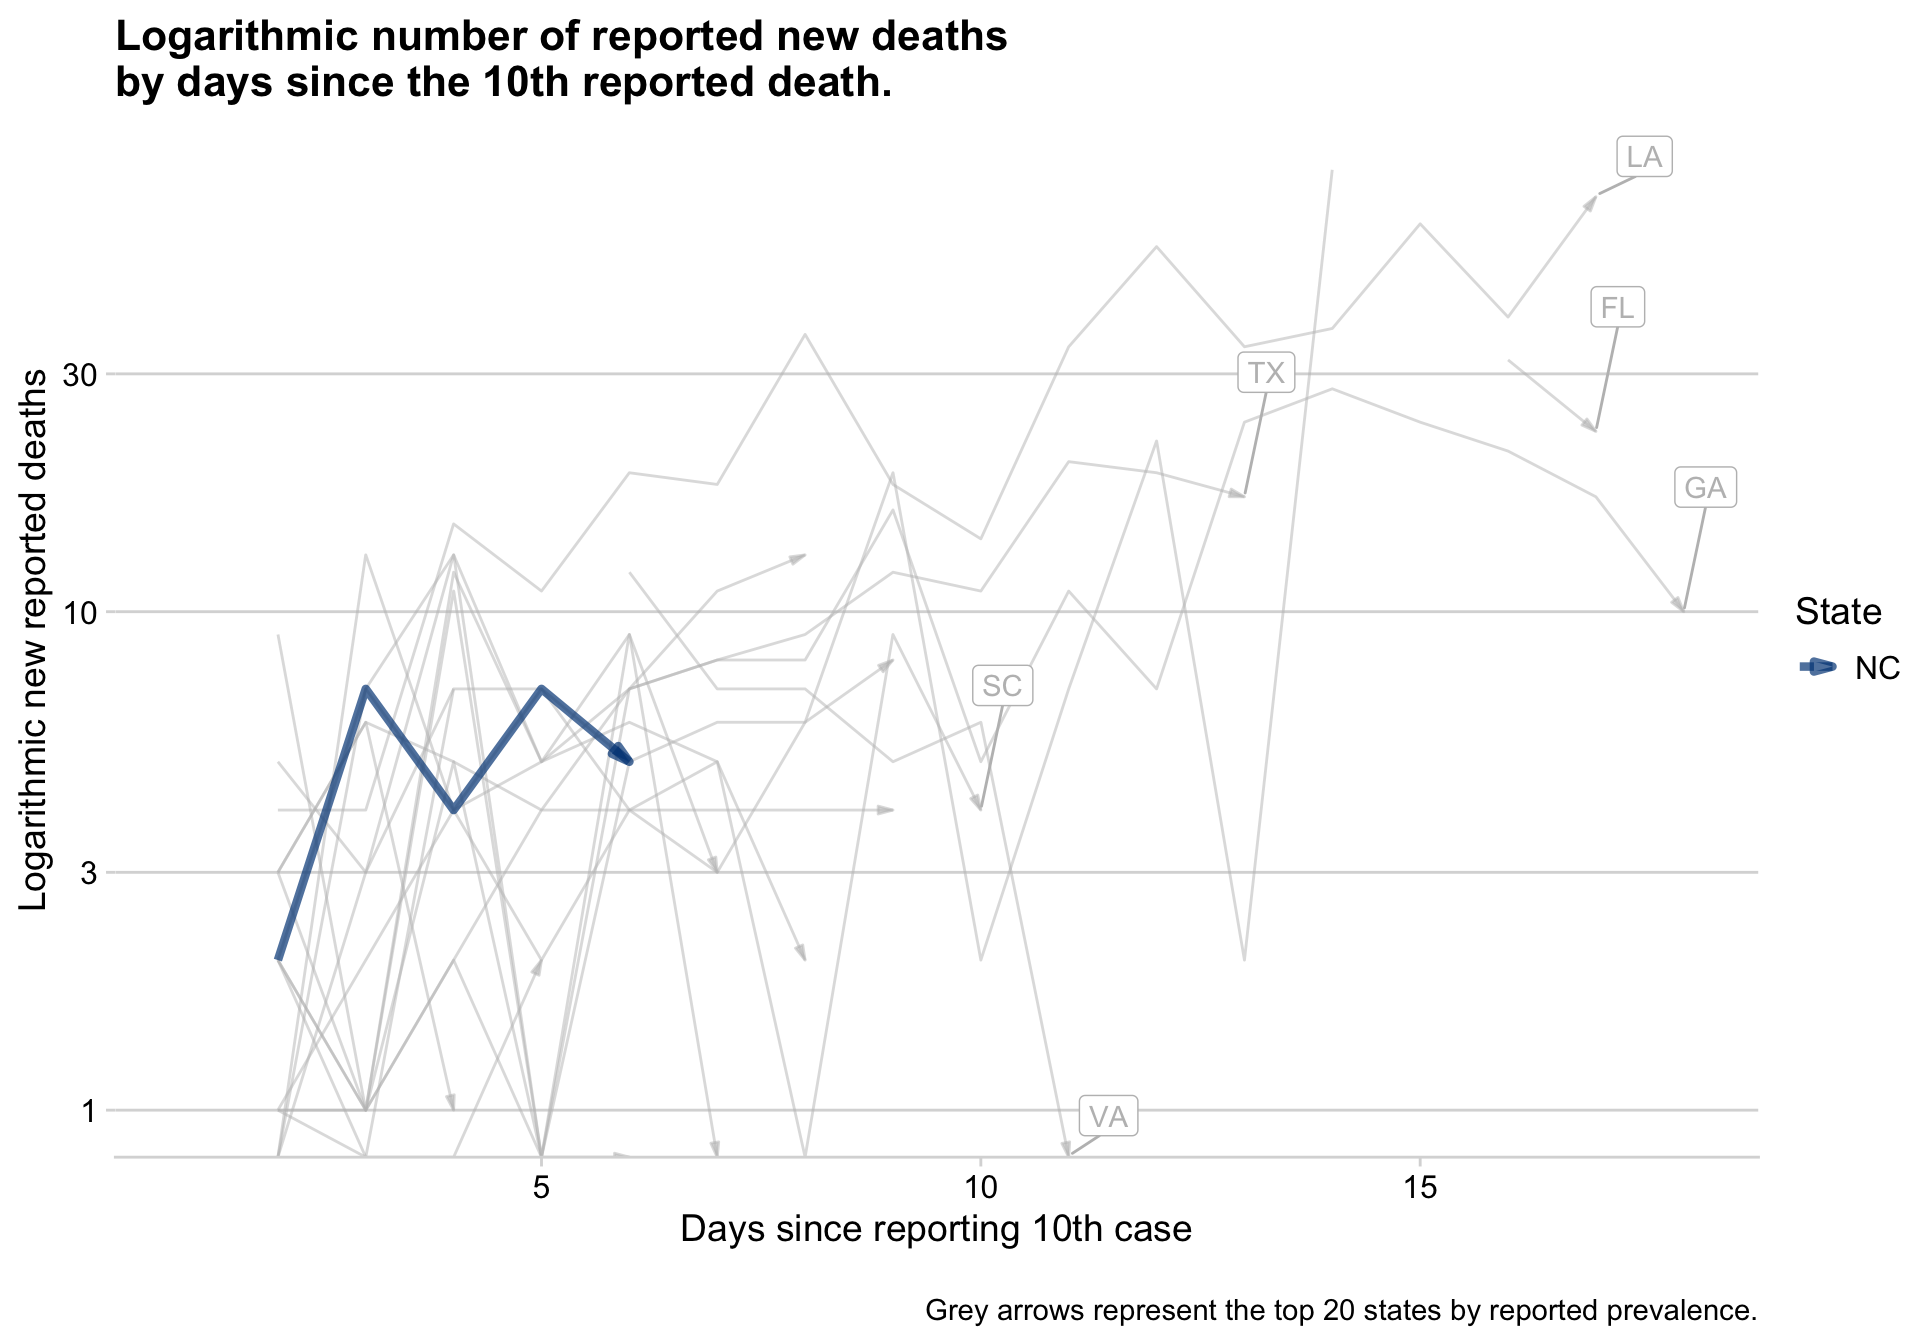 Logarithmic number of reported new deaths
by days since the 10th reported death.
LA
FL
TX
GA
SC
VA
30
10
3
1
Logarithmic new reported deaths
5
10
15
Days since reporting 10th case
State
NC
Grey arrows represent the top 20 states by reported prevalence.